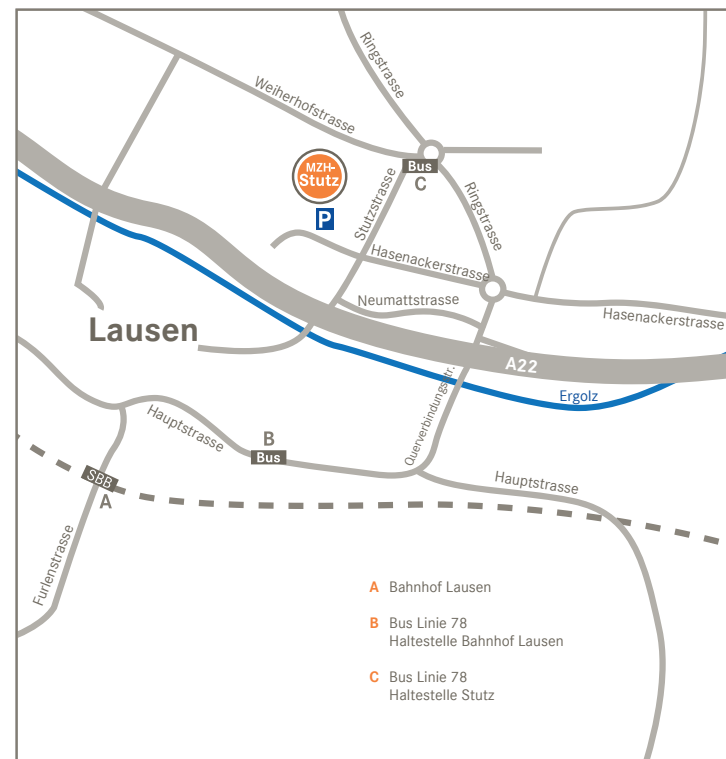 Ringstrasse
Weiherhofstrasse
MZH-
Stutz
P
Bus
C
Stutzstrasse
Ringstrasse
Hasenackerstrasse
Neumattstrasse
Hasenackerstrasse
Lausen
A22
Ergolz
Querverbindungsstr.
Hauptstrasse
B
Bus
Hauptstrasse
SBB
A
Furlenstrasse
A Bahnhof Lausen
B Bus Linie 78
Haltestelle Bahnhof Lausen
C Bus Linie 78
Haltestelle Stutz